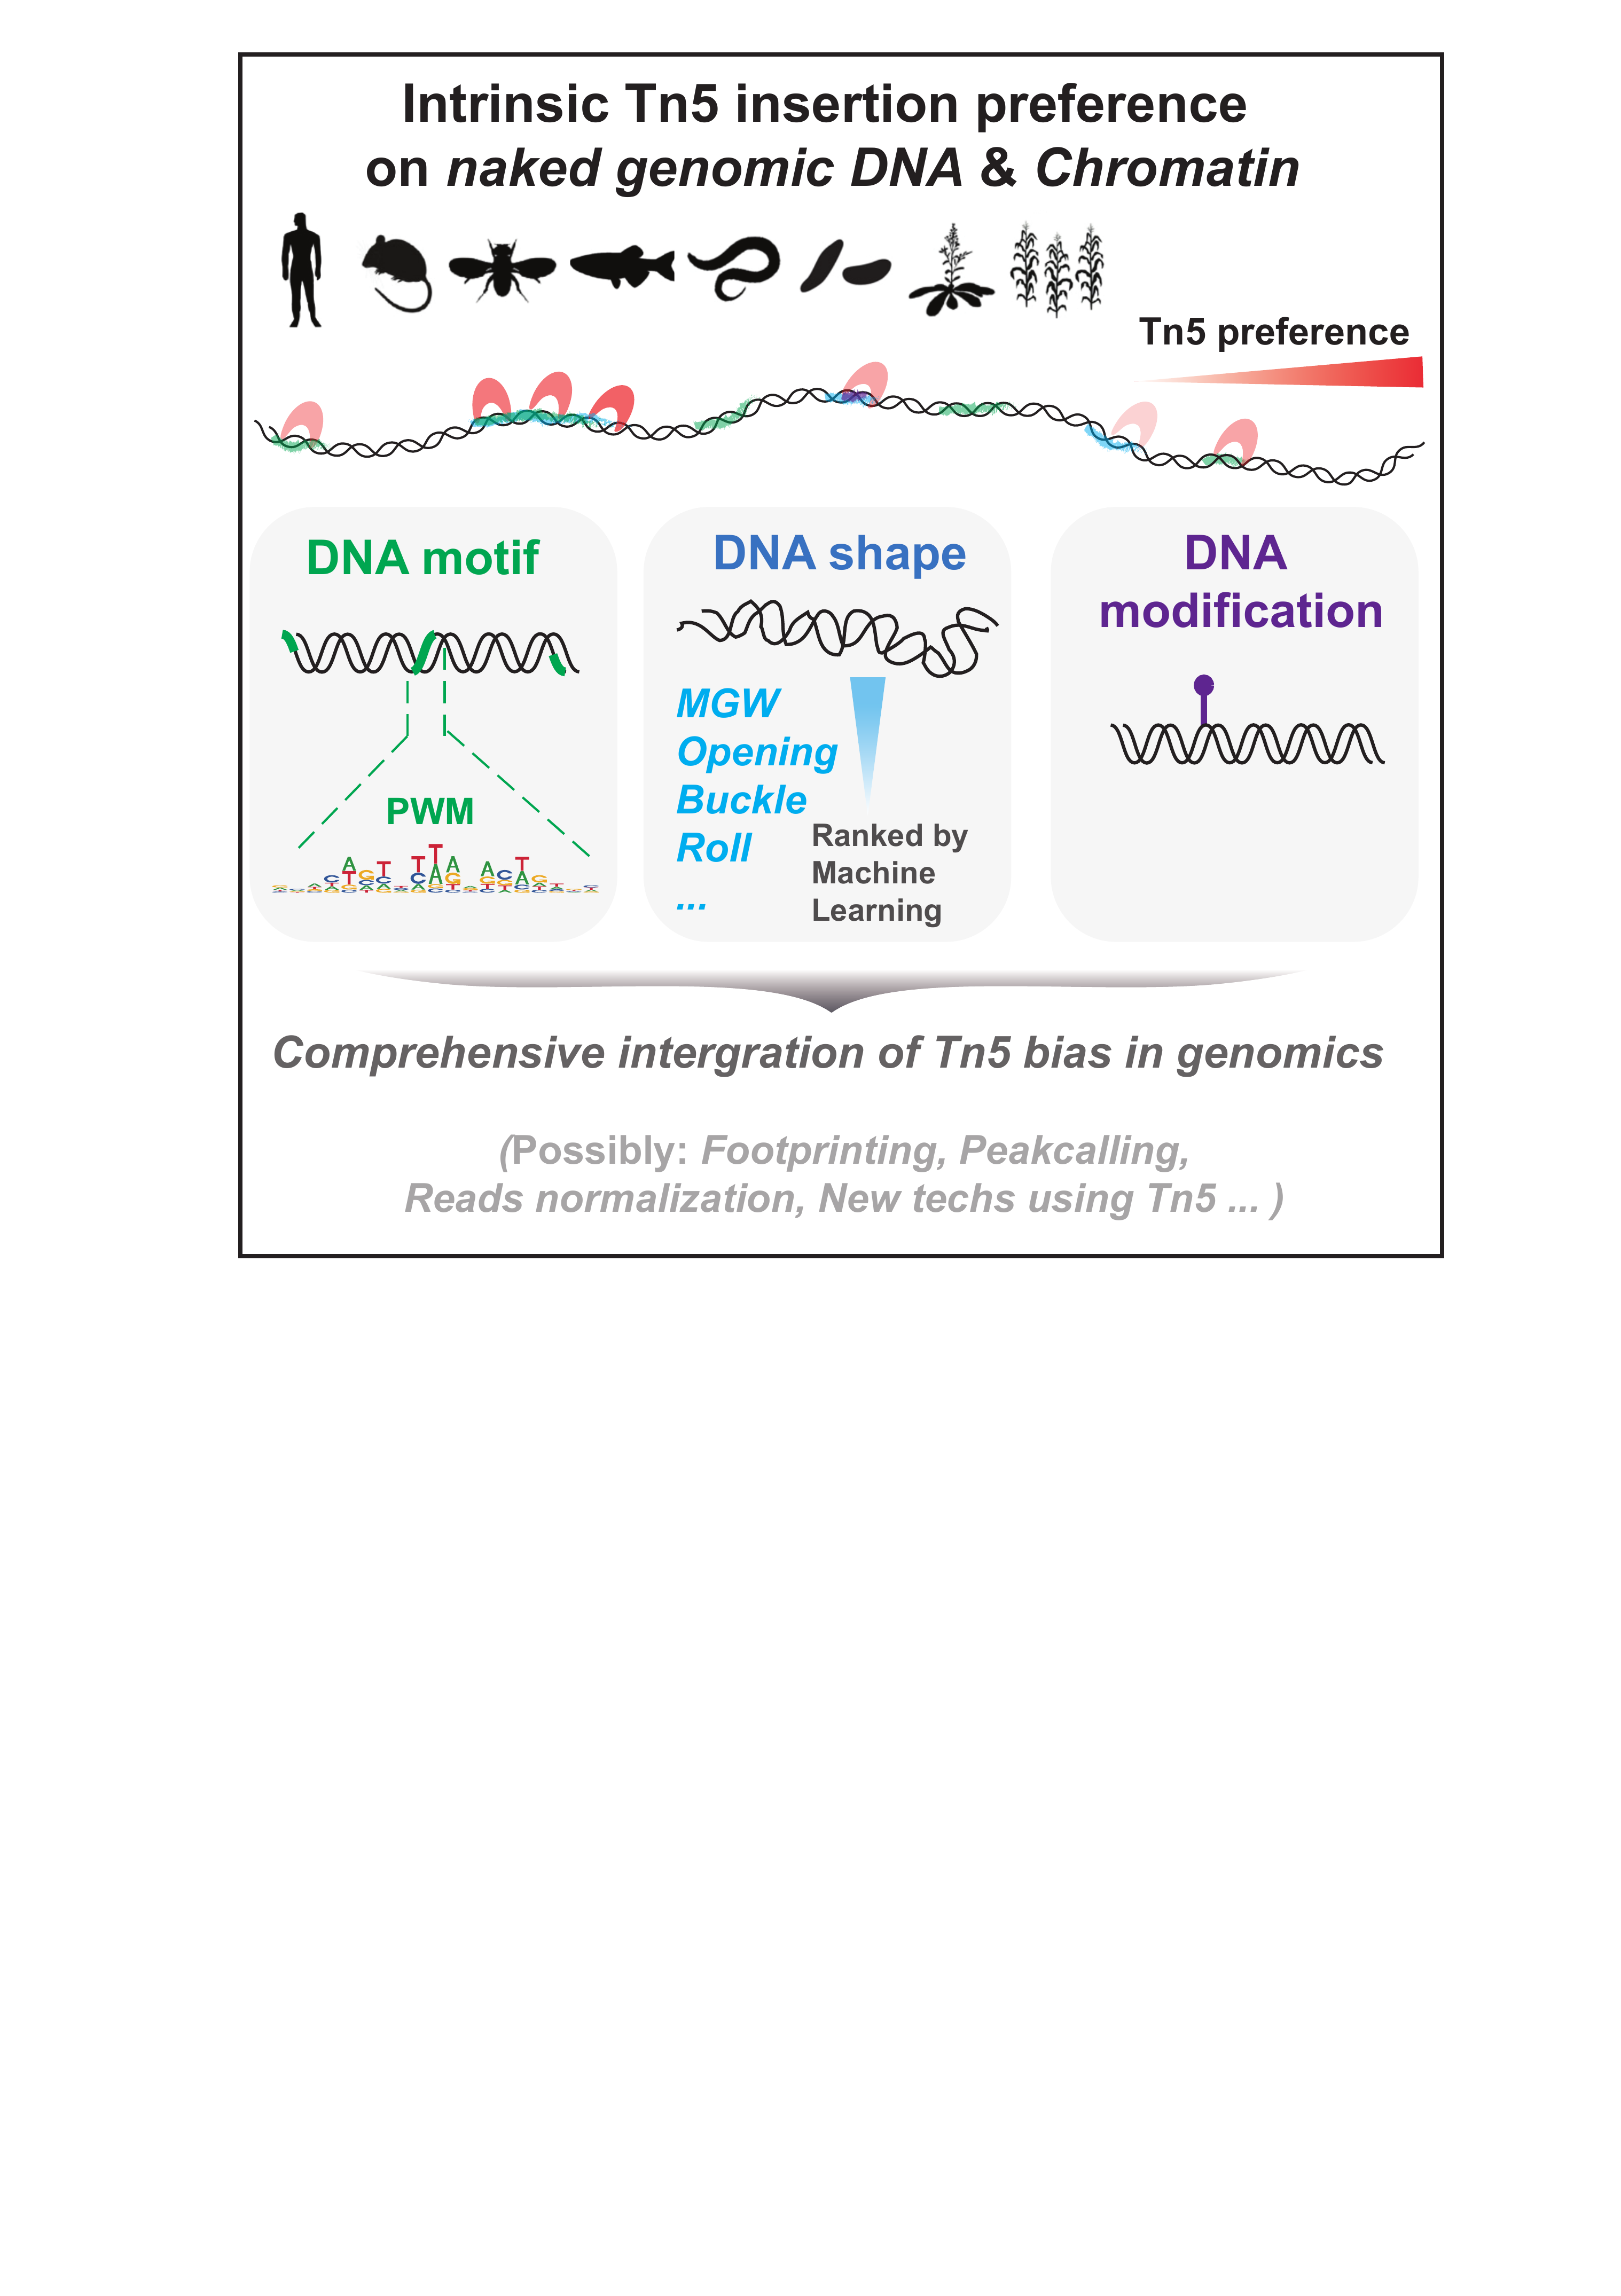 Intrinsic Tn5 insertion preference
on naked genomic DNA & Chromatin
Tn5 preference
DNA motif
PWM
DNA shape
MGW
Opening
Buckle
Roll
...
Ranked by
Machine
Learning
DNA
modification
Comprehensive intergration of Tn5 bias in genomics
(Possibly: Footprinting, Peakcalling,
Reads normalization, New techs using Tn5 ... )